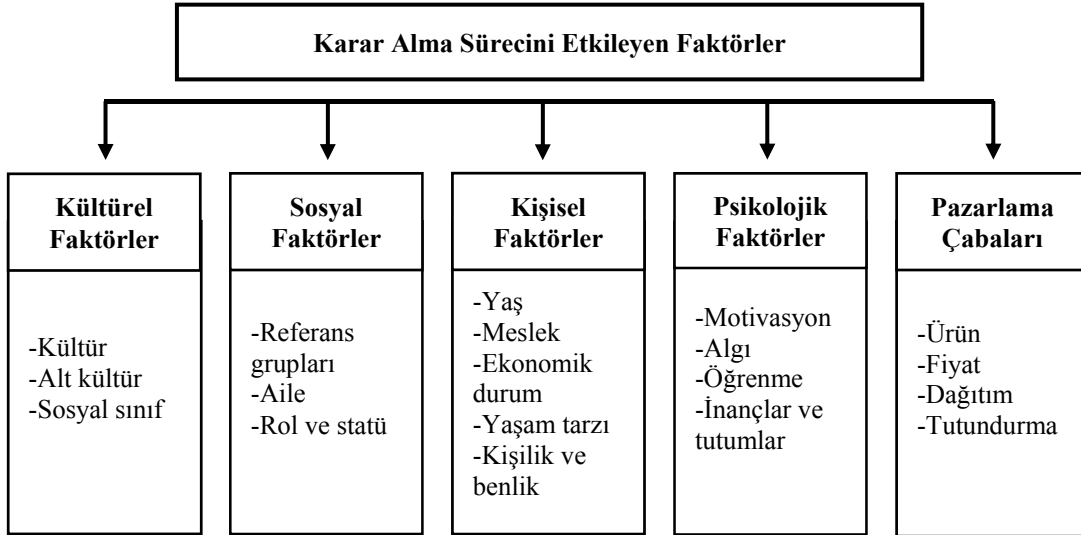 Karar Alma Sürecini Etkileyen Faktörler
Kültürel
Faktörler
-Kültür
-Alt kültür
-Sosyal sınıf
Sosyal
Faktörler
-Referans
grupları
-Aile
-Rol ve statü
Kişisel
Faktörler
-Yaş
-Meslek
-Ekonomik
durum
-Yaşam tarzı
-Kişilik ve
benlik
Psikolojik
Faktörler
-Motivasyon
-Algı
-Öğrenme
-İnançlar ve
tutumlar
Pazarlama
Çabaları
-Ürün
-Fiyat
-Dağıtım
-Tutundurma